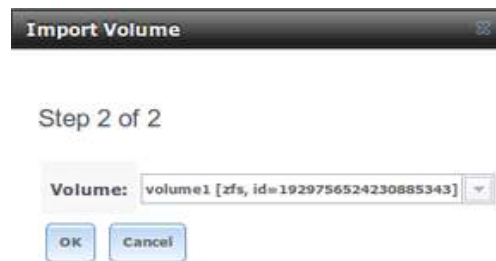 Import Volume
Step 2 of 2
Volume: volume1 [zfs, id=1929756524230885343]
OK Cancel